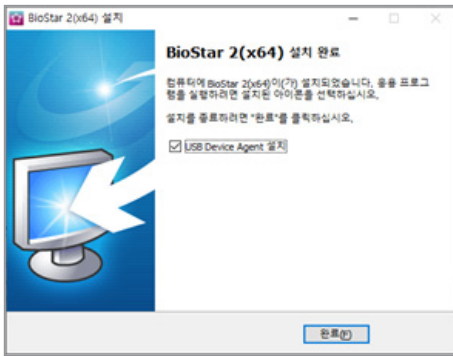 BioStar 2(x64) 설치
BioStar 2(x64) 설치 완료
컴퓨터에 BioStar 2(x64)이(가) 설치되었습니다. 응용 프로그
램을 실행하려면 설치된 아이콘을 선택하십시오.
설치를 종료하려면 "완료"를 클릭하십시오.
USB Device Agent 설치
완료(F)